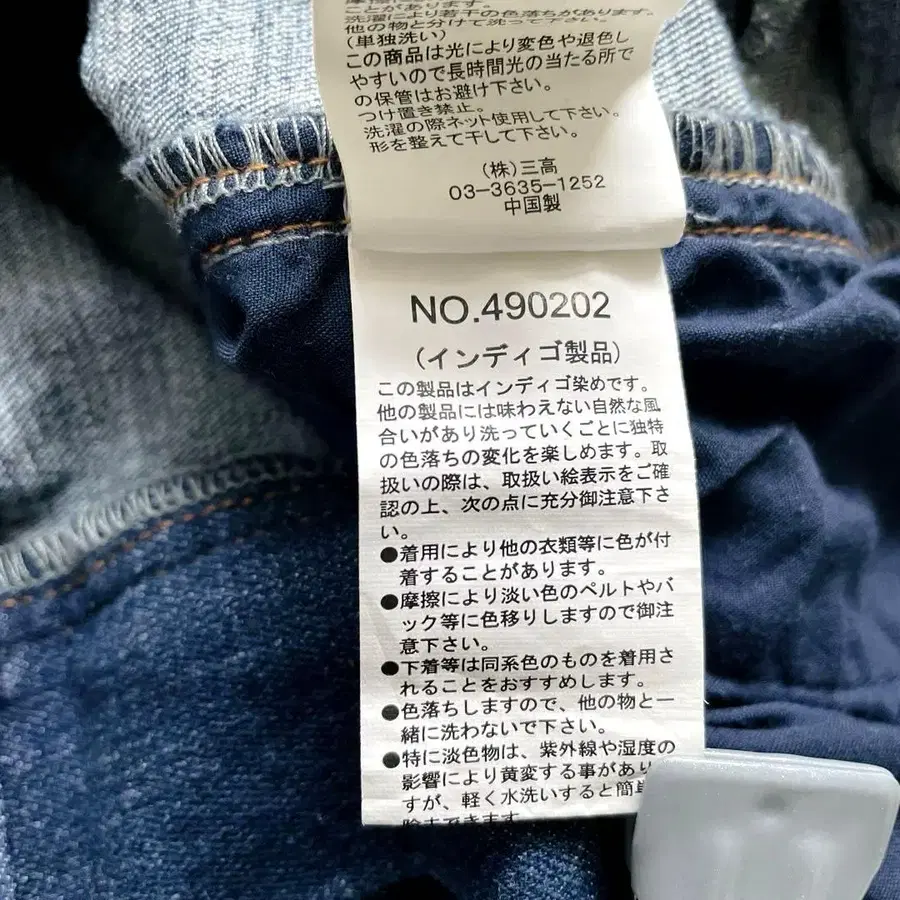 ことがあります。
洗濯により若干の色落ちがあります。
他の物と分けて洗って下さい。
(単独洗い)
この商品は光により変色や退色し
やすいので長時間光の当たる所で
の保管はお避け下さい。
つけ置き禁止。
洗濯の際ネット使用して下さい。
形を整えて干して下さい。
(株)三高
03-3635-1252
中国製
NO.490202
(インディゴ製品)
この製品はインディゴ染めです。
他の製品には味わえない自然な風
合いがあり洗っていくごとに独特
の色落ちの変化を楽しめます。取
扱いの際は、取扱い絵表示をご確
認の上、次の点に充分御注意下さ
い。
●着用により他の衣類等に色が付
着することがあります。
●摩擦により淡い色のベルトやバ
ック等に色移りしますので御注
意下さい。
●下着等は同系色のものを着用さ
れることをおすすめします。
●色落ちしますので、他の物と一
緒に洗わないで下さい。
●特に淡色物は、紫外線や湿度の
影響により黄変する事があり
すが、軽く水洗いすると簡単
除去できます